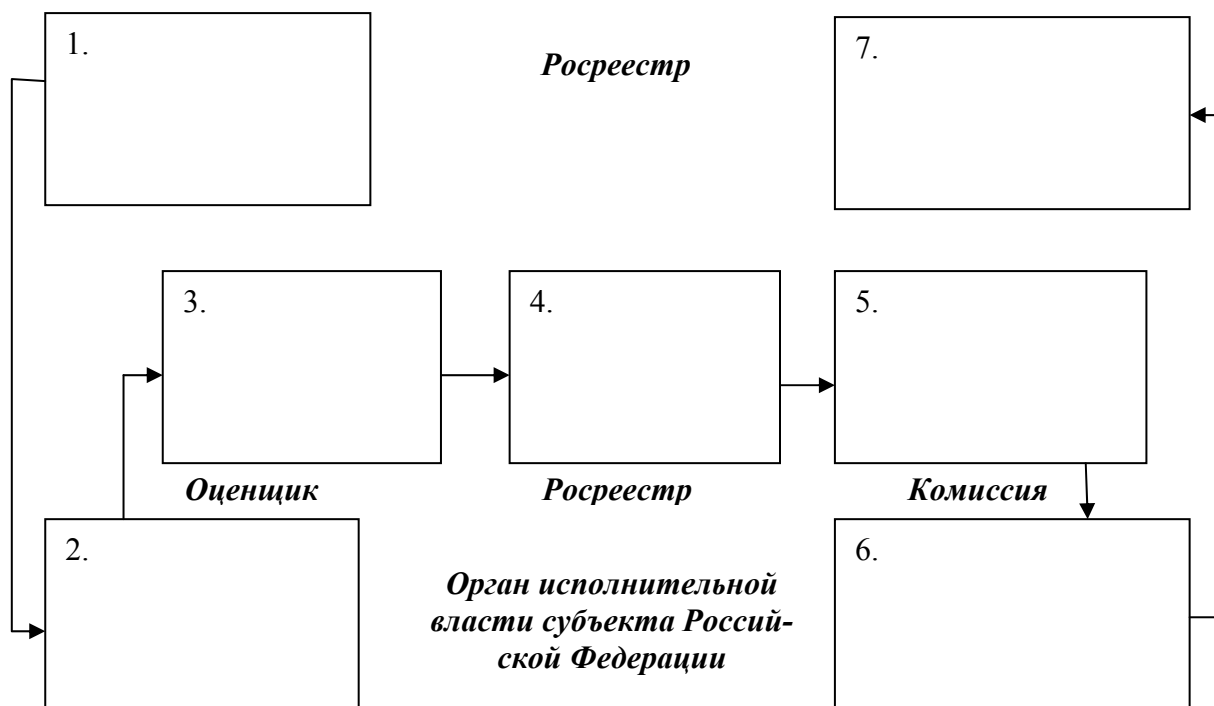 1.
Росреестр
7.
3.
4.
5.
Оценщик
Росреестр
Комиссия
2.
Орган исполнительной
власти субъекта Россий-
ской Федерации
6.